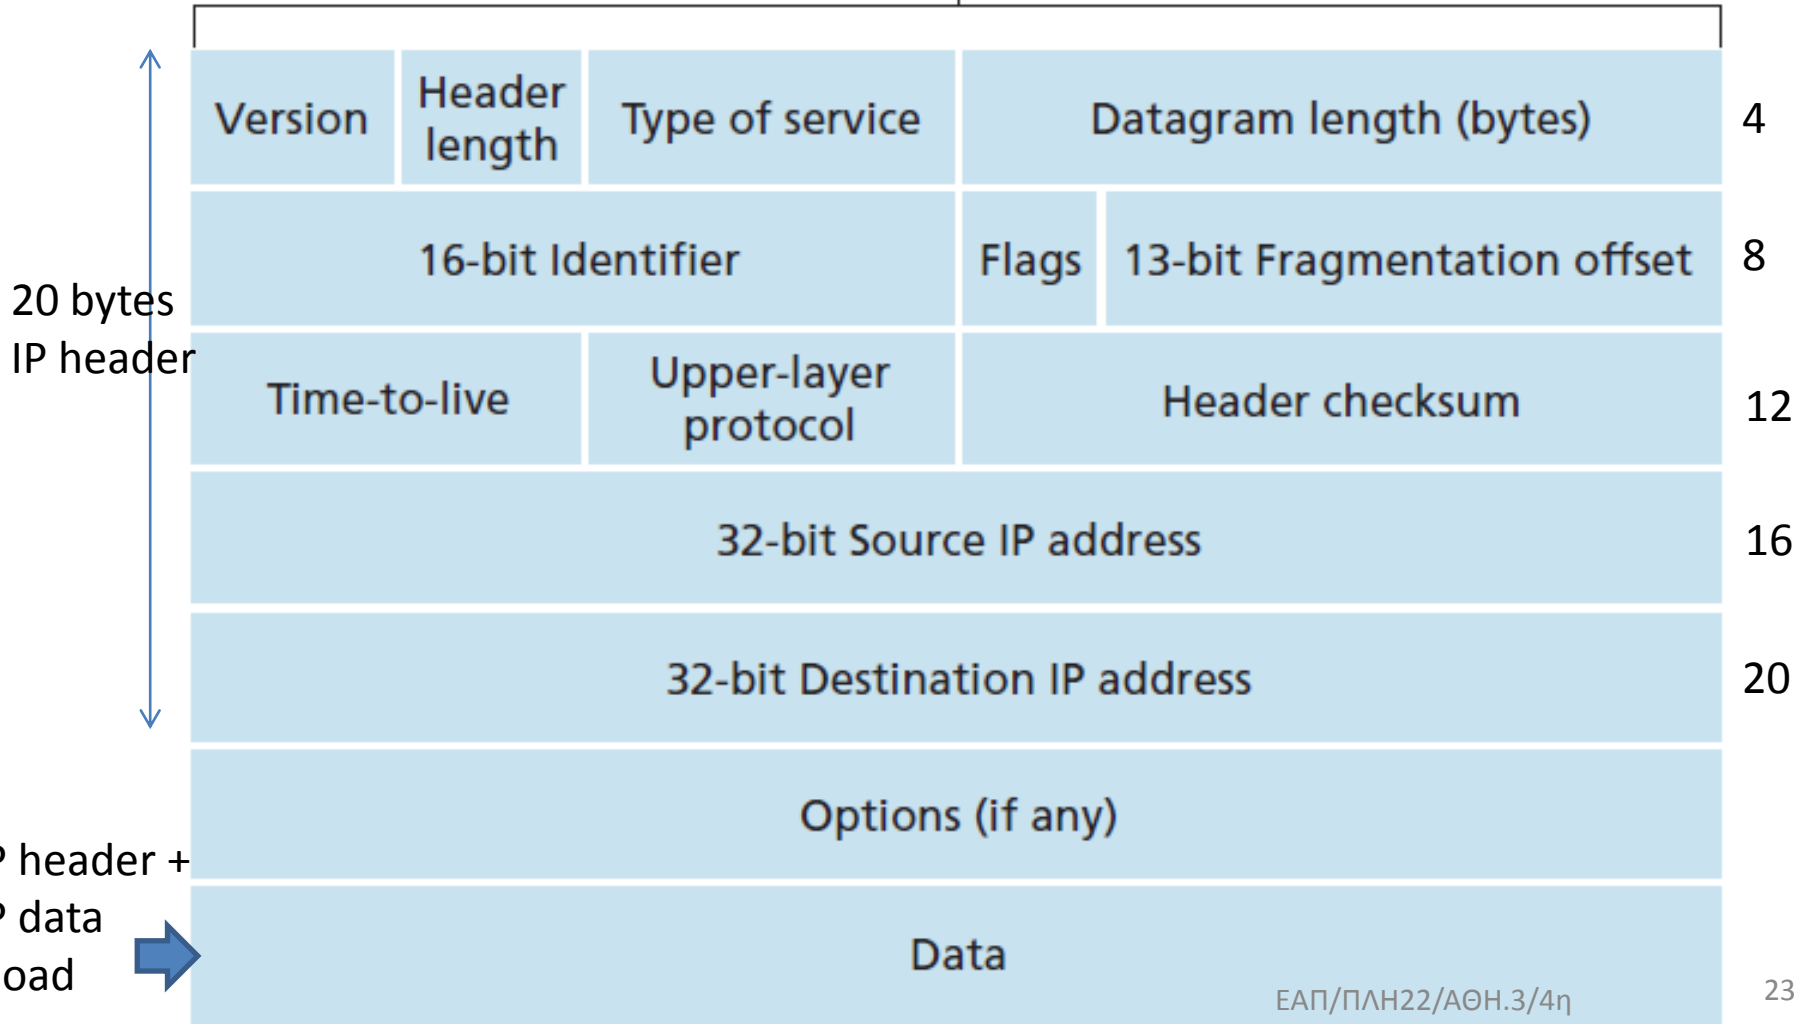 Version
Header
length
Type of service
Datagram length (bytes)
4
16-bit Identifier
Flags
13-bit Fragmentation offset
8
20 bytes
IP header
Time-to-live
Upper-layer
protocol
Header checksum
12
32-bit Source IP address
16
32-bit Destination IP address
20
Options (if any)
P header +
P data
oad
Data
ΕΑΠ/ΠΛΗ22/ΑΘΗ.3/4η
23